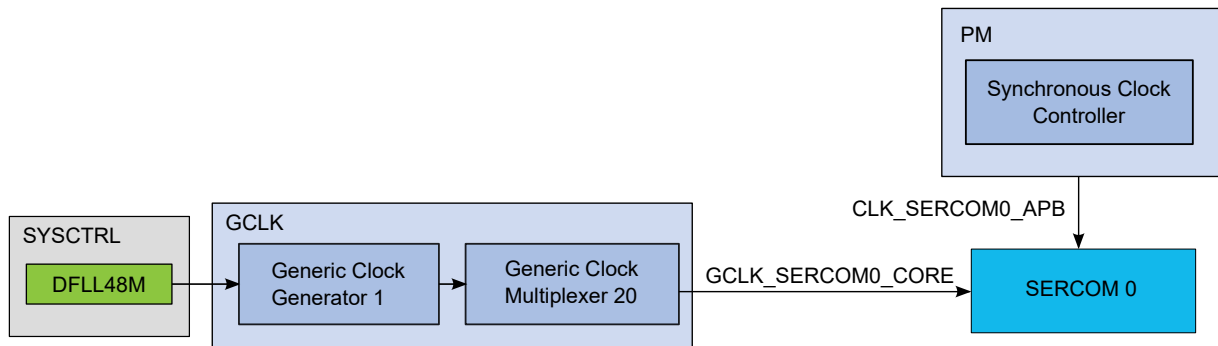 PM
Synchronous Clock
Controller
CLK_SERCOM0_APB
SYSCTRL
DFLL48M
GCLK
Generic Clock
Generator 1
Generic Clock
Multiplexer 20
GCLK_SERCOM0_CORE
SERCOM 0